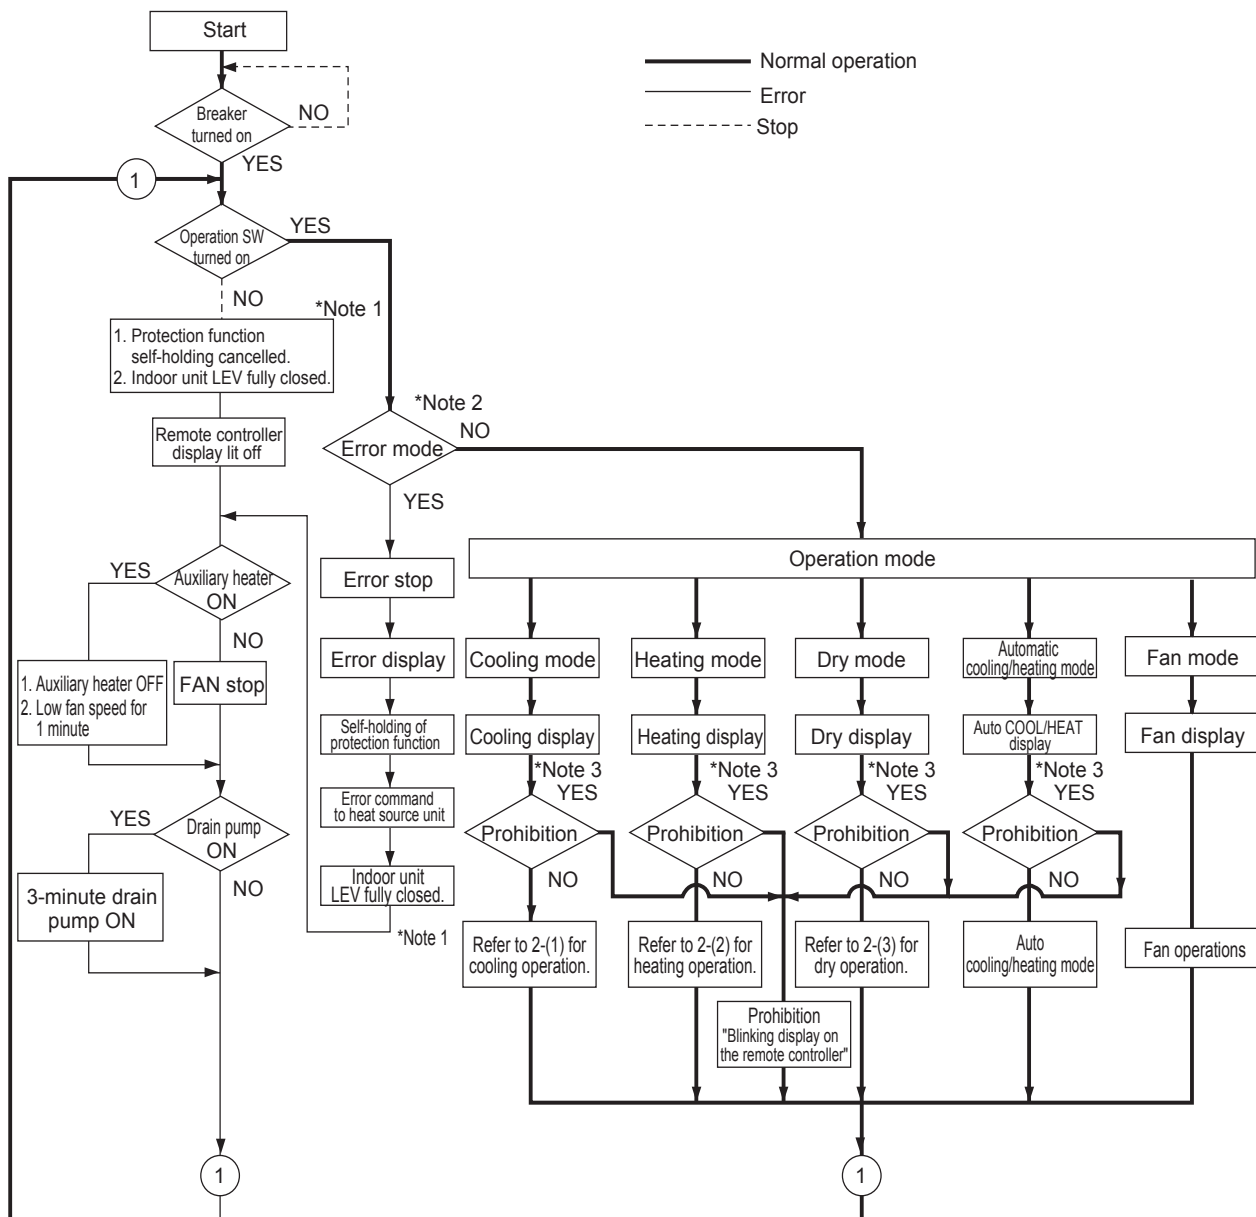 Start
Normal operation
Error
Stop
Breaker
turned on
NO
YES
1
Operation SW
turned on
YES
NO
*Note 1
1. Protection function
self-holding cancelled.
2. Indoor unit LEV fully closed.
Remote controller
display lit off
*Note 2
Error mode
NO
YES
Auxiliary heater
ON
YES
NO
1. Auxiliary heater OFF
2. Low fan speed for
1 minute
FAN stop
Drain pump
ON
YES
NO
3-minute drain
pump ON
1
Error stop
Error display
Self-holding of
protection function
Error command
to heat source unit
Indoor unit
LEV fully closed.
*Note 1
Operation mode
Cooling mode
Heating mode
Dry mode
Automatic
cooling/heating mode
Fan mode
Cooling display
Heating display
Dry display
Auto COOL/HEAT
display
Fan display
*Note 3
YES
*Note 3
YES
*Note 3
YES
*Note 3
YES
Prohibition
Prohibition
Prohibition
Prohibition
NO
NO
NO
NO
Refer to 2-(1) for
cooling operation.
Refer to 2-(2) for
heating operation.
Refer to 2-(3) for
dry operation.
Auto
cooling/heating mode
Fan operations
Prohibition
"Blinking display on
the remote controller"
1